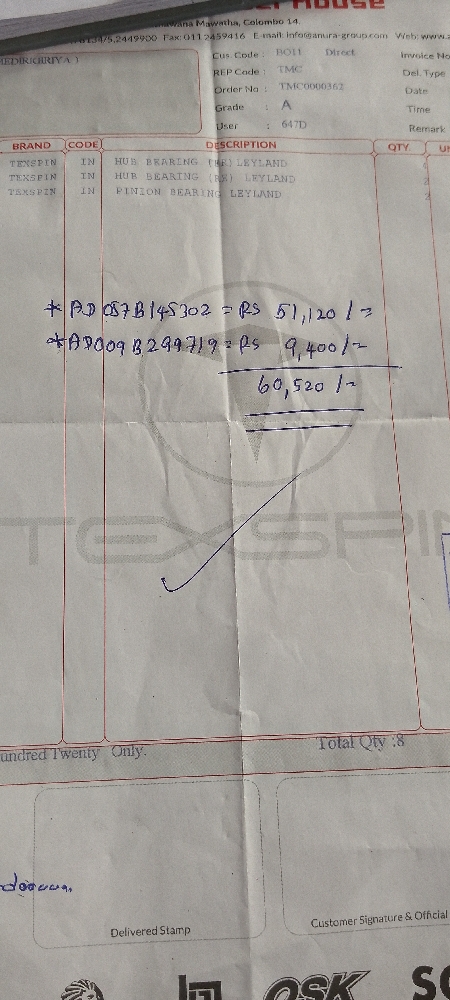 House
Mawatha, Colombo 14.
5.2449900 Fax: 011 2459416 E-mail: info@anura-group.com Web: www.
Cus. Code : BO11 Direct Invoice No
REP Code : TMC Del. Type
Order No : TMC0000362 Date
Grade : A Time
User : 647D Remark
BRAND CODE DESCRIPTION QTY
TEXSPIN IN HUB BEARING LEYLAND
TEXSPIN IN HUB BEARING LEYLAND
TEXSPIN IN PINION BEARING LEYLAND 2
* AD087B145302 = RS 51,120/=
* AD009B299719 = RS 9,400/=
60,520/=
TEXSPIN
undred Twenty Only.
Total Qty :8
Delivered Stamp
Customer Signature & Official
QSK